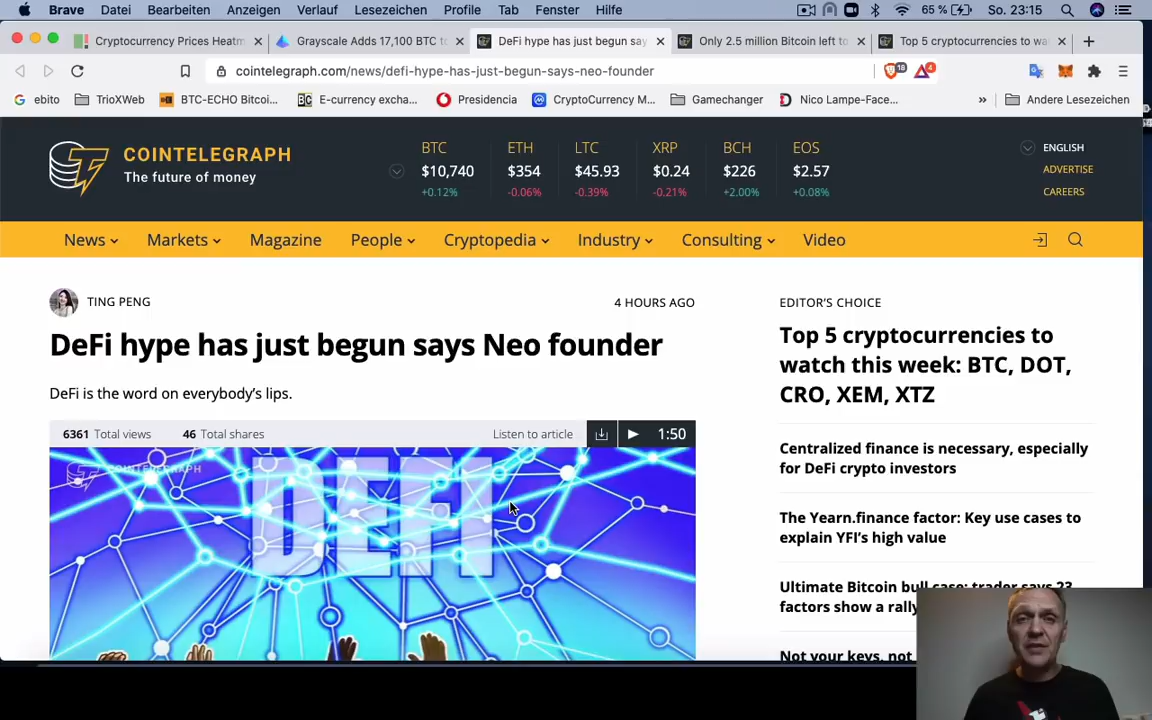 Brave Datei Bearbeiten Anzeigen Verlauf Lesezeichen Profile Tab Fenster Hilfe 65 % So. 23:15
Cryptocurrency Prices Heatm
Grayscale Adds 17,100 BTC to
DeFi hype has just begun say
Only 2.5 million Bitcoin left to
Top 5 cryptocurrencies to wa
cointelegraph.com/news/defi-hype-has-just-begun-says-neo-founder
18
4
ebito TrioXWeb BTC-ECHO Bitcoi... E-currency excha... Presidencia CryptoCurrency M... Gamechanger Nico Lampe-Face... » Andere Lesezeichen
COINTELEGRAPH
The future of money
BTC ETH LTC XRP BCH EOS
$10,740 $354 $45.93 $0.24 $226 $2.57
+0.12% -0.06% -0.39% -0.21% +2.00% +0.08%
ENGLISH
ADVERTISE
CAREERS
News Markets Magazine People Cryptopedia Industry Consulting Video
TING PENG
4 HOURS AGO
DeFi hype has just begun says Neo founder
DeFi is the word on everybody's lips.
6361 Total views 46 Total shares Listen to article 1:50
COINTELEGRAPH
DEFI
EDITOR'S CHOICE
Top 5 cryptocurrencies to
watch this week: BTC, DOT,
CRO, XEM, XTZ
Centralized finance is necessary, especially
for DeFi crypto investors
The Yearn.finance factor: Key use cases to
explain YFI's high value
Ultimate Bitcoin bull case: trader says 23
factors show a rally
Not your keys, not